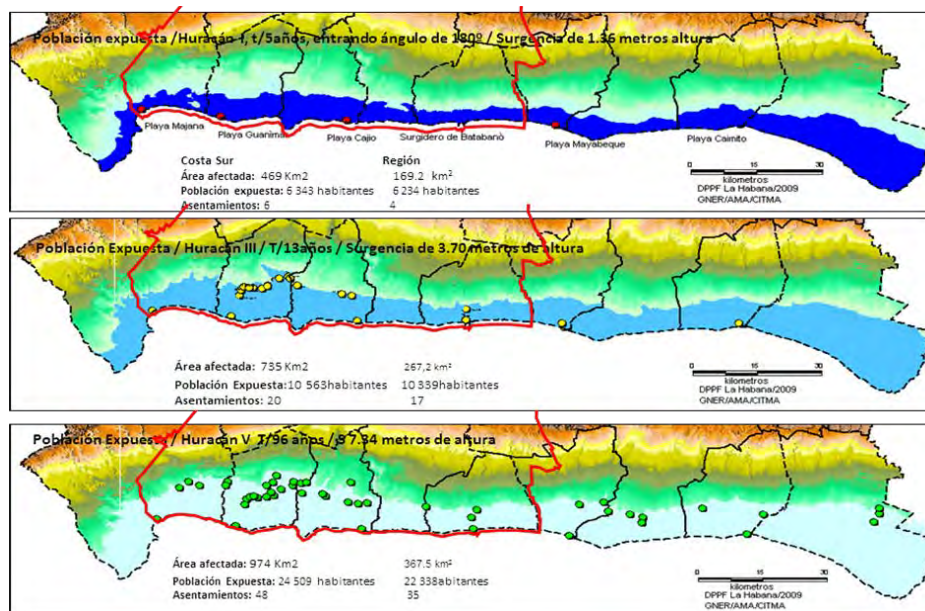 Población expuesta /Huracán I, t/5años, entrando ángulo de 180º / Surgencia de 1.36 metros altura
Playa Majana
Playa Guanímar
Playa Cajio
Surgidero de Batabanò
Playa Mayabeque
Playa Caimito
Costa Sur Región
Área afectada: 469 Km2 169.2 km²
Población expuesta: 6 343 habitantes 6 234 habitantes
Asentamientos: 6 4
0 15 30
kilometros
DPPF La Habana/2009
GNER/AMA/CITMA
Población Expuesta / Huracán III / T/13años / Surgencia de 3.70 metros de altura
Área afectada: 735 Km2 267,2 km²
Población Expuesta:10 563habitantes 10 339habitantes
Asentamientos: 20 17
0 15 30
kilometros
DPPF La Habana/2009
GNER/AMA/CITMA
Población Expuesta / Huracán V T/96 años / S 7.34 metros de altura
Área afectada: 974 Km2 367.5 km²
Población Expuesta: 24 509 habitantes 22 338abitantes
Asentamientos: 48 35
0 15 30
kilometros
DPPF La Habana/2009
GNER/AMA/CITMA